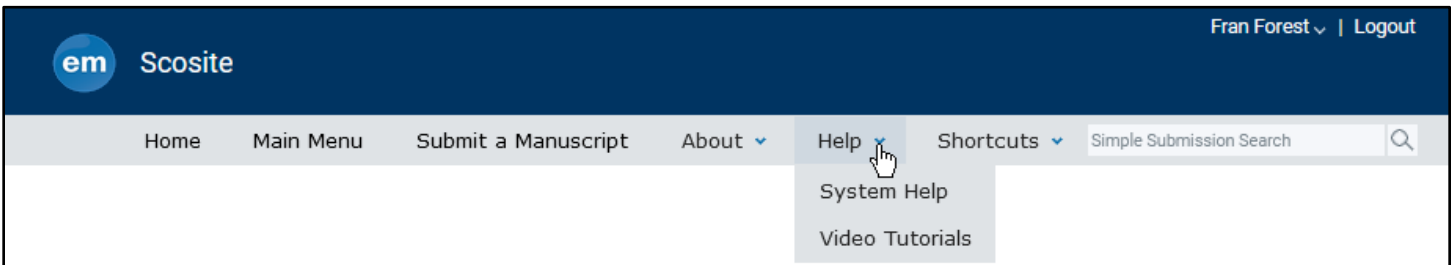 Fran Forest | Logout
em Scosite
Home Main Menu Submit a Manuscript About Help Shortcuts Simple Submission Search
System Help
Video Tutorials